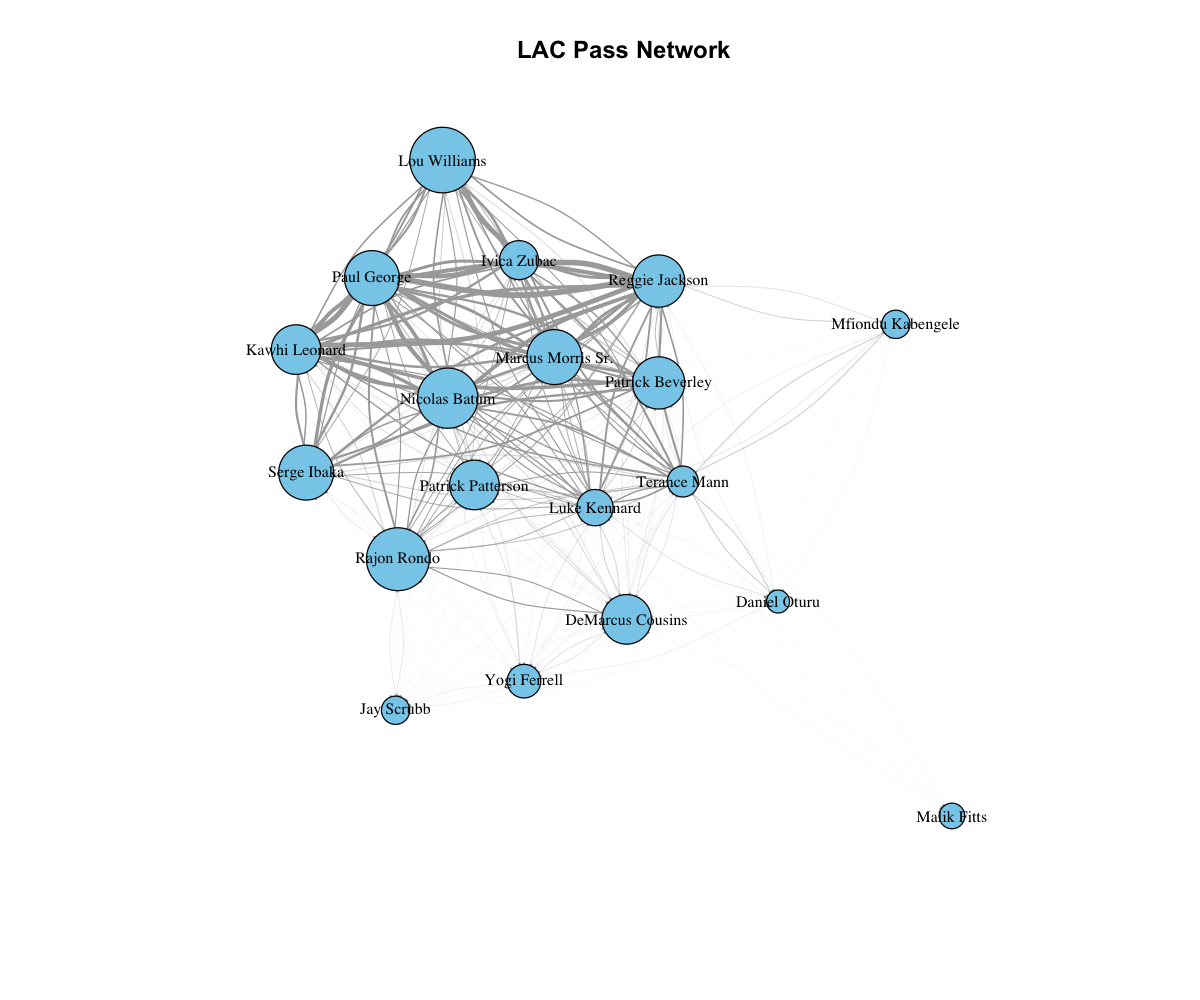 LAC Pass Network
Lou Williams
Ivica Zubac
Paul George
Reggie Jackson
Mfiondu Kabengele
Kawhi Leonard
Marcus Morris Sr.
Patrick Beverley
Nicolas Batum
Serge Ibaka
Patrick Patterson
Terance Mann
Luke Kennard
Rajon Rondo
Daniel Oturu
DeMarcus Cousins
Yogi Ferrell
Jay Scrubb
Malik Fitts